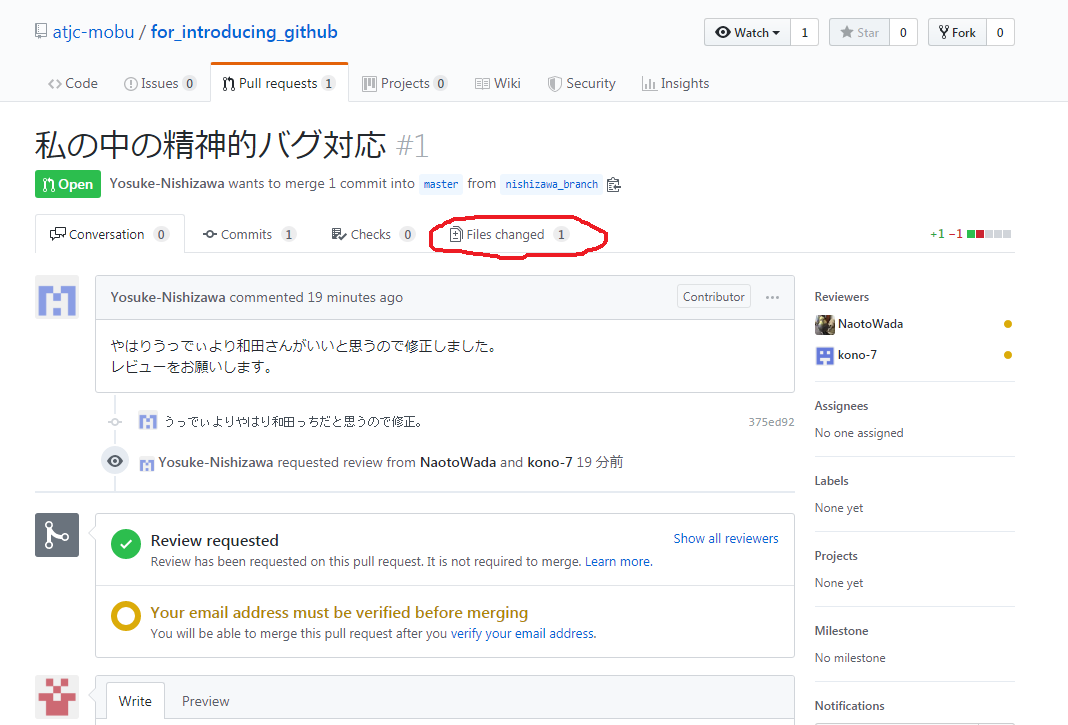 atjc-mobu / for_introducing_github
Watch 1 Star 0 Fork 0
Code Issues 0 Pull requests 1 Projects 0 Wiki Security Insights
私の中の精神的バグ対応 #1
Open Yosuke-Nishizawa wants to merge 1 commit into master from nishizawa_branch
Conversation 0 Commits 1 Checks 0 Files changed 1 +1 −1
Yosuke-Nishizawa commented 19 minutes ago Contributor ...
やはりうっでぃより和田さんがいいと思うので修正しました。
レビューをお願いします。
うっでぃよりやはり和田っちだと思うので修正。 375ed92
Yosuke-Nishizawa requested review from NaotoWada and kono-7 19 分前
Review requested Show all reviewers
Review has been requested on this pull request. It is not required to merge. Learn more.
Your email address must be verified before merging
You will be able to merge this pull request after you verify your email address.
Write Preview
Reviewers
NaotoWada
kono-7
Assignees
No one assigned
Labels
None yet
Projects
None yet
Milestone
No milestone
Notifications